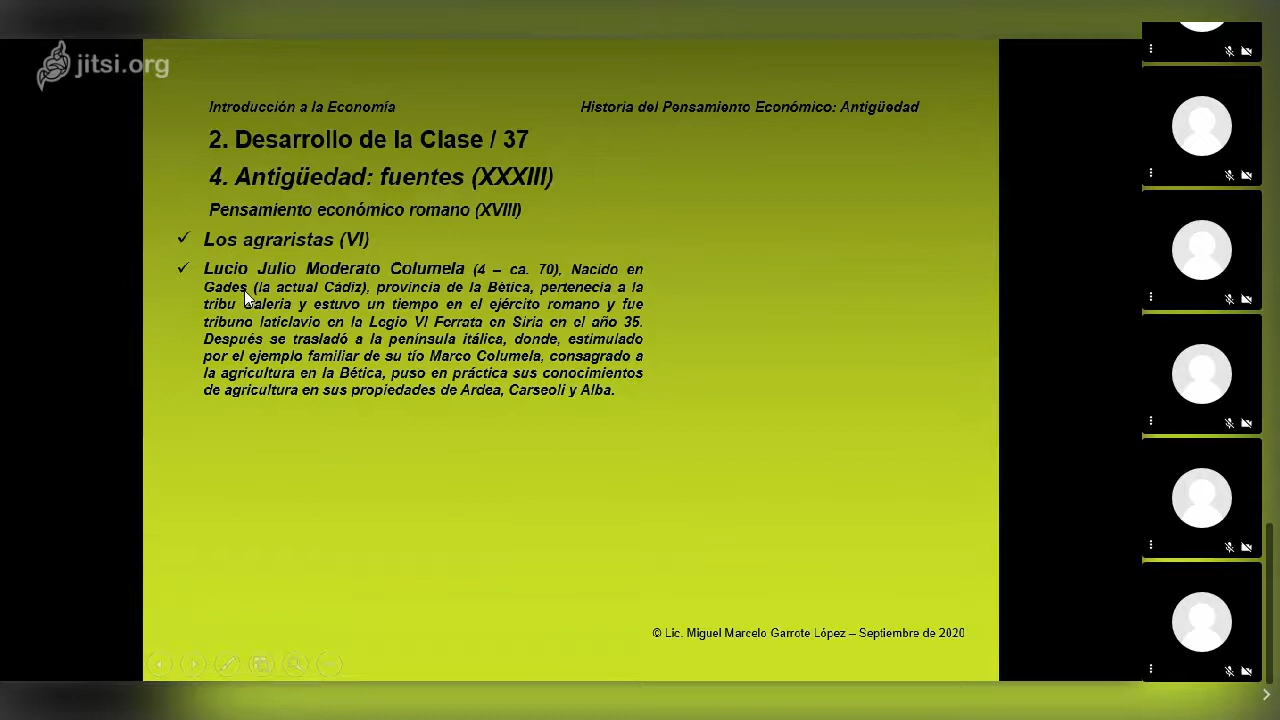 jitsi.org
Introducción a la Economía
Historia del Pensamiento Económico: Antigüedad
2. Desarrollo de la Clase / 37
4. Antigüedad: fuentes (XXXIII)
Pensamiento económico romano (XVIII)
✓ Los agraristas (VI)
✓ Lucio Julio Moderato Columela (4 – ca. 70), Nacido en
Gades (la actual Cádiz), provincia de la Bética, pertenecía a la
tribu Galeria y estuvo un tiempo en el ejército romano y fue
tribuno laticlavio en la Legio VI Ferrata en Siria en el año 35.
Después se trasladó a la península itálica, donde, estimulado
por el ejemplo familiar de su tío Marco Columela, consagrado a
la agricultura en la Bética, puso en práctica sus conocimientos
de agricultura en sus propiedades de Ardea, Carseoli y Alba.
© Lic. Miguel Marcelo Garrote López – Septiembre de 2020